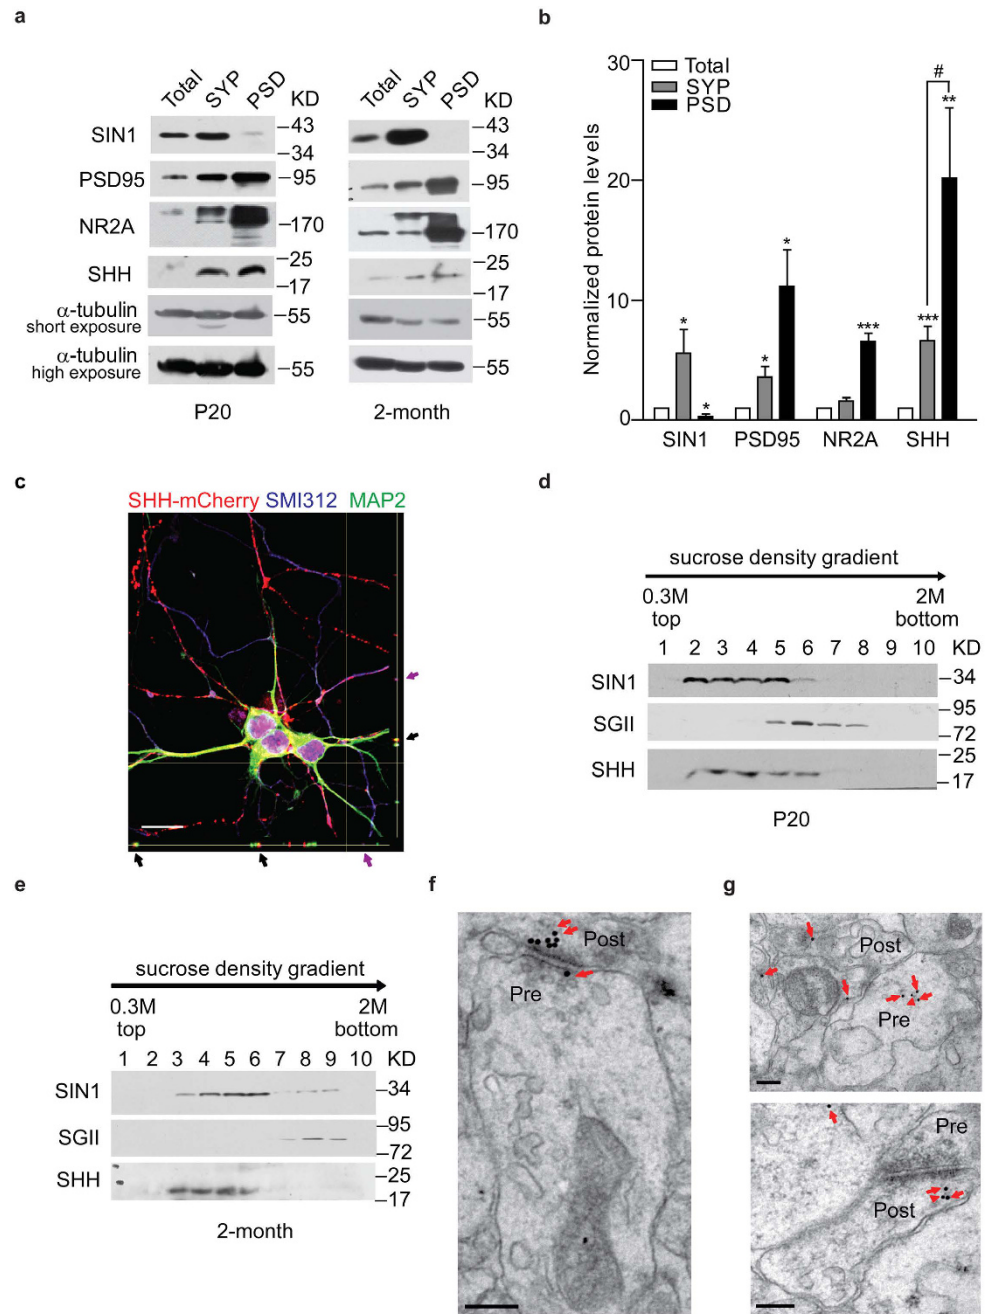 a
Total SYP PSD KD
SIN1
–43
–34
PSD95
–95
NR2A
–170
SHH
–25
–17
α-tubulin
short exposure
–55
α-tubulin
high exposure
–55
P20
Total SYP PSD KD
–43
–34
–95
–170
–25
–17
–55
–55
2-month
b
Normalized protein levels
30
20
10
0
Total
SYP
PSD
*
*
*
*
***
***
#
**
SIN1 PSD95 NR2A SHH
c
SHH-mCherry SMI312 MAP2
d
sucrose density gradient
0.3M 2M
top bottom
1 2 3 4 5 6 7 8 9 10 KD
SIN1 –34
–95
SGII
–72
–25
SHH
–17
P20
e
sucrose density gradient
0.3M 2M
top bottom
1 2 3 4 5 6 7 8 9 10 KD
SIN1 –34
–95
SGII
–72
SHH –25
–17
2-month
f
Post
Pre
g
Post
Pre
Pre
Post